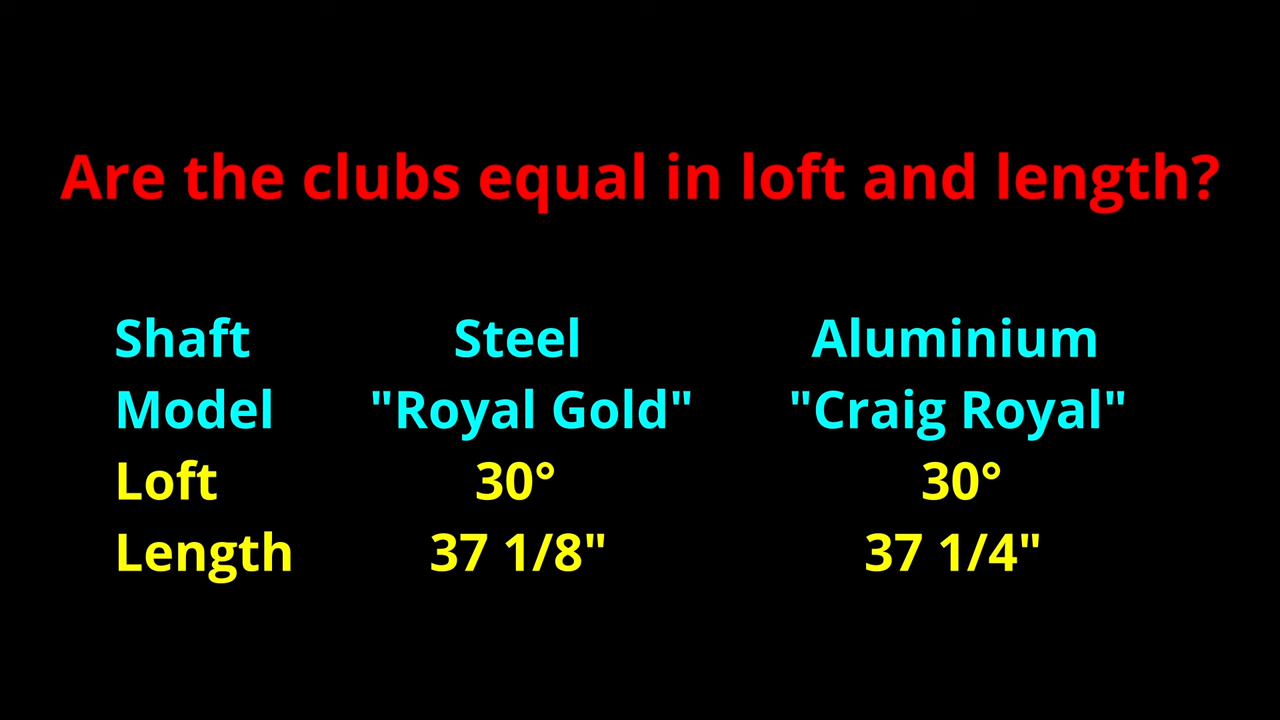 Are the clubs equal in loft and length?
Shaft Steel Aluminium
Model "Royal Gold" "Craig Royal"
Loft 30° 30°
Length 37 1/8" 37 1/4"